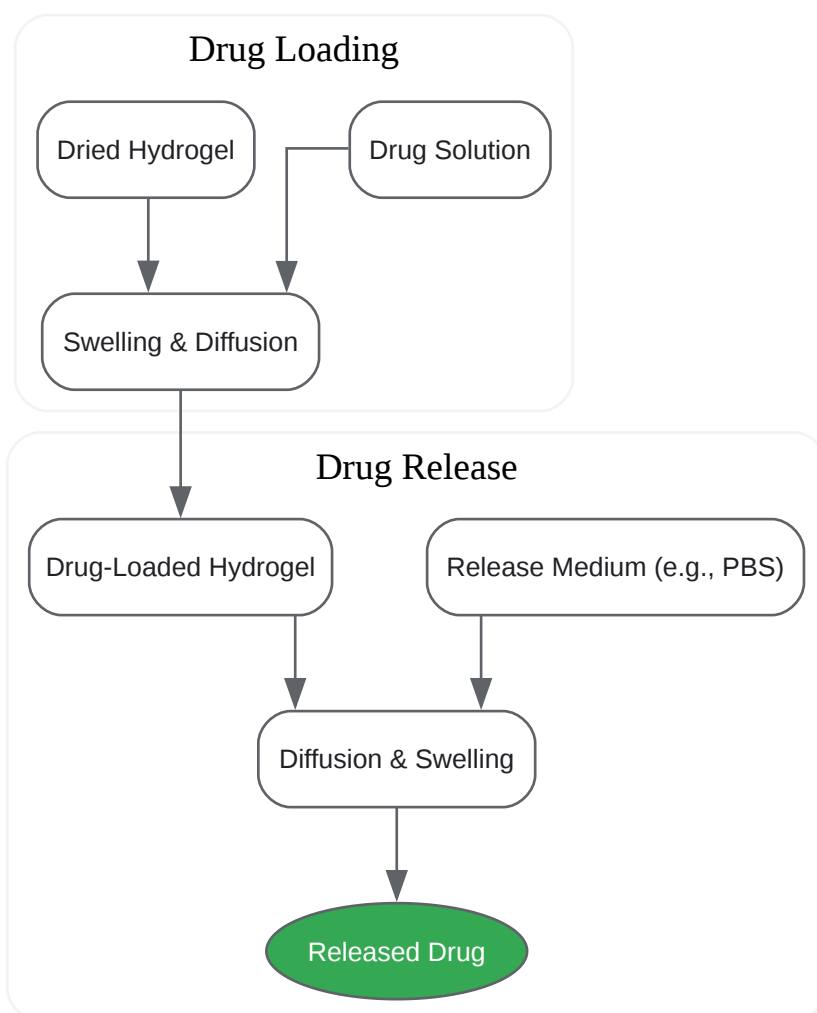 Drug Loading
Dried Hydrogel
Drug Solution
Swelling & Diffusion
Drug Release
Drug-Loaded Hydrogel
Release Medium (e.g., PBS)
Diffusion & Swelling
Released Drug